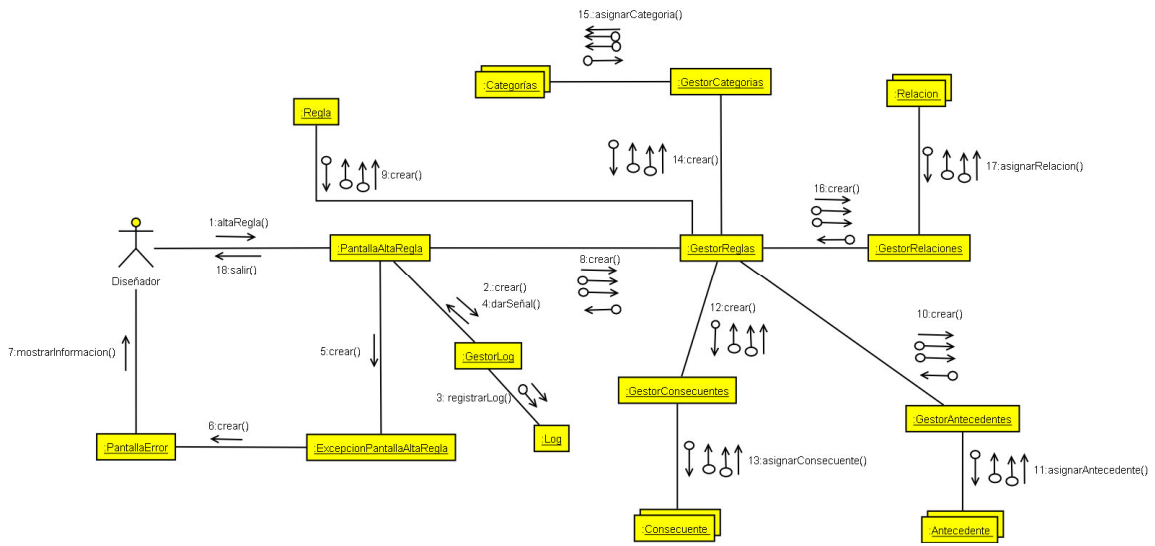 15.:asignarCategoria()
:Categorías
:GestorCategorias
:Relacion
:Regla
9:crear()
14:crear()
17:asignarRelacion()
16:crear()
1:altaRegla()
:PantallaAltaRegla
:GestorReglas
:GestorRelaciones
18:salir()
8:crear()
Diseñador
2.:crear()
4:darSeñal()
12:crear()
10:crear()
7:mostrarInformacion()
5:crear()
:GestorLog
:GestorConsecuentes
3: registrarLog()
:GestorAntecedentes
6:crear()
:PantallaError
:ExcepcionPantallaAltaRegla
:Log
13:asignarConsecuente()
11:asignarAntecedente()
:Consecuente
:Antecedente